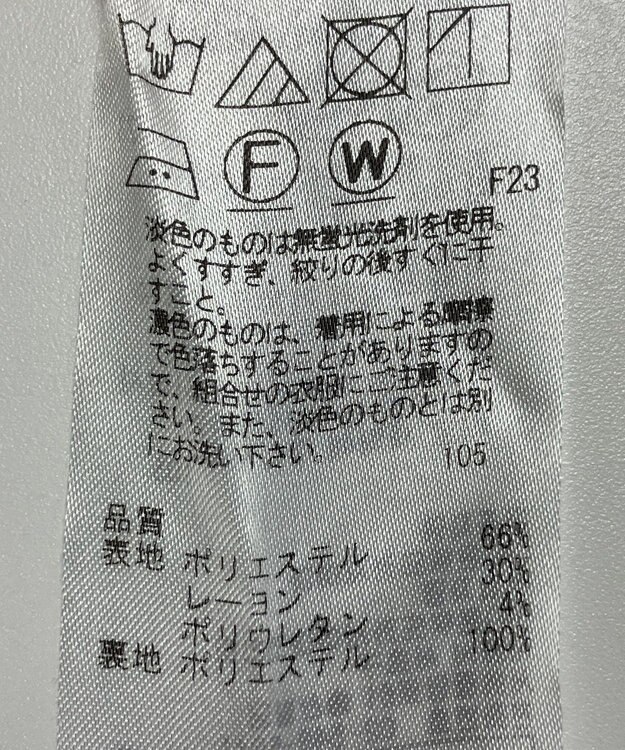 F W F23
淡色のものは無蛍光洗剤を使用。
よくすすぎ、絞りの後すぐに干
すこと。
濃色のものは、着用による摩擦
で色落ちすることがありますの
で、組合せの衣服にご注意くだ
さい。また、淡色のものとは別
にお洗い下さい。 105
品質
表地 ポリエステル 66%
レーヨン 30%
ポリウレタン 4%
裏地 ポリエステル 100%